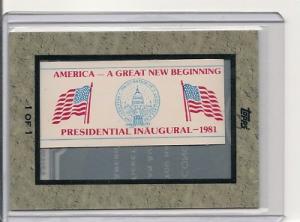 AMERICA — A GREAT NEW BEGINNING
PRESIDENTIAL INAUGURAL — 1981
1 OF 1
TOPPS